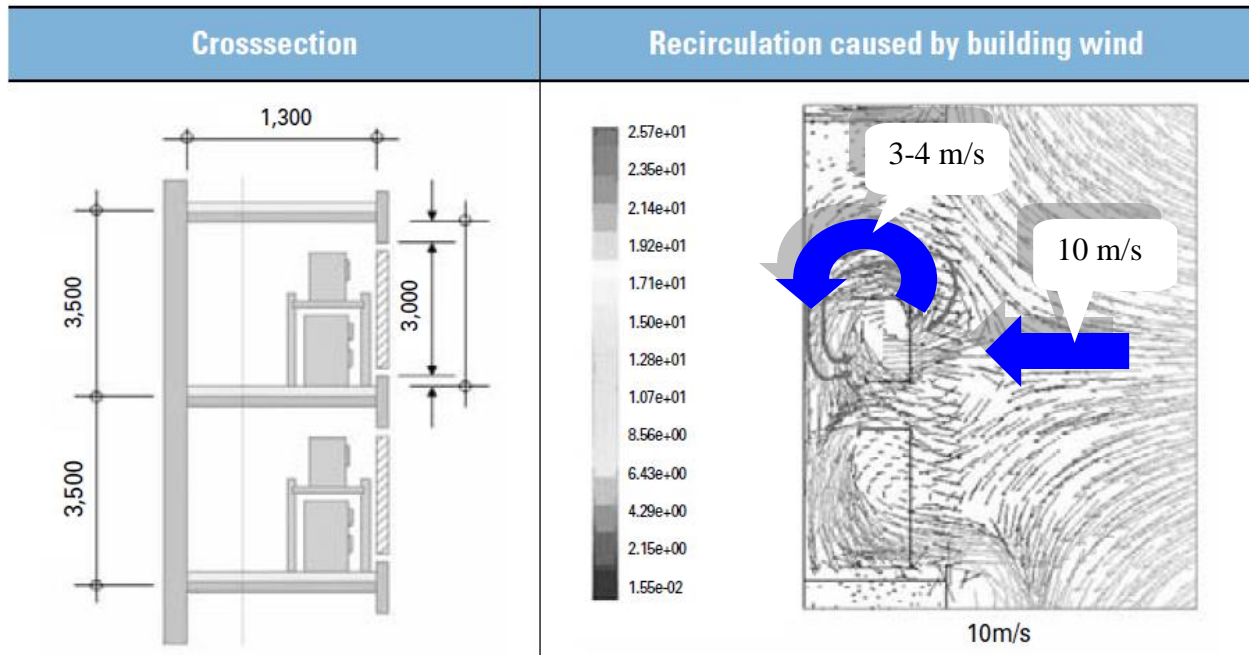 Crosssection
Recirculation caused by building wind
1,300
3,500
3,000
3,500
2.57e+01
2.35e+01
2.14e+01
1.92e+01
1.71e+01
1.50e+01
1.28e+01
1.07e+01
8.56e+00
6.43e+00
4.29e+00
2.15e+00
1.55e-02
3-4 m/s
10 m/s
10m/s